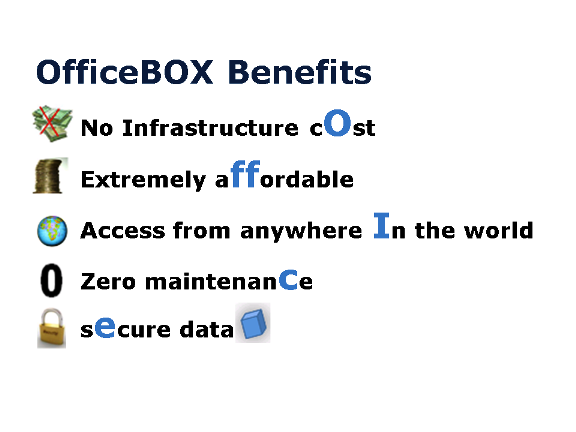 OfficeBOX Benefits
No Infrastructure cOst
Extremely affordable
Access from anywhere In the world
0 Zero maintenance
secure data